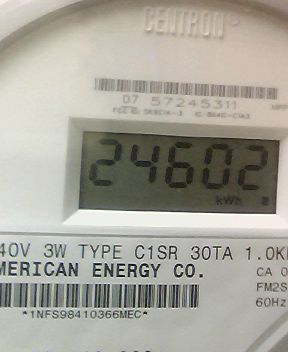 CENTRON®
07 57245311
24602
kWh
40V 3W TYPE C1SR 30TA 1.0K
MERICAN ENERGY CO.
CA 0
FM2S
60Hz
*1NFS98410366MEC*